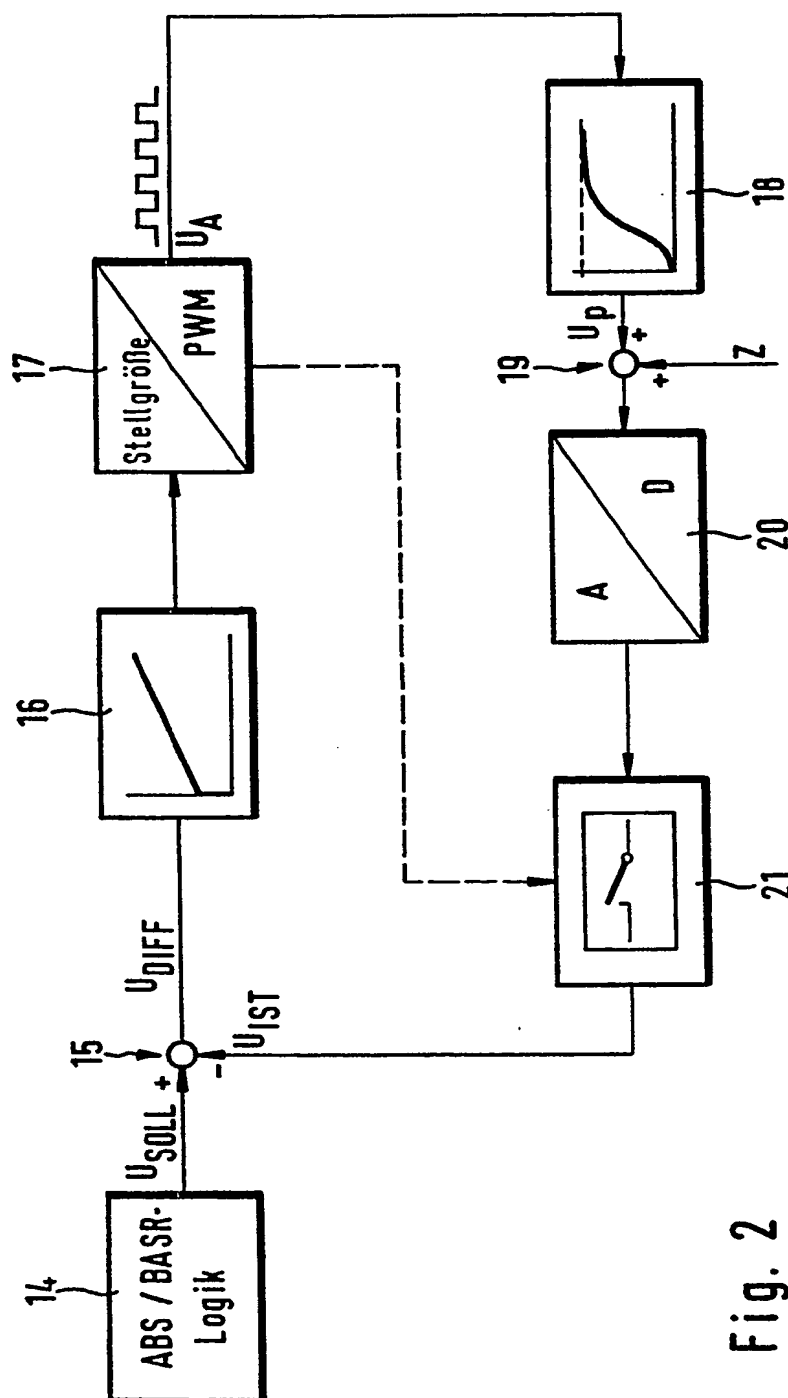 14
ABS / BASR-
Logik
U_SOLL
+
-
15
U_DIFF
U_IST
16
17
Stellgröße
PWM
U_A
18
U_p
+
+
19
Z
A
D
20
21
Fig. 2